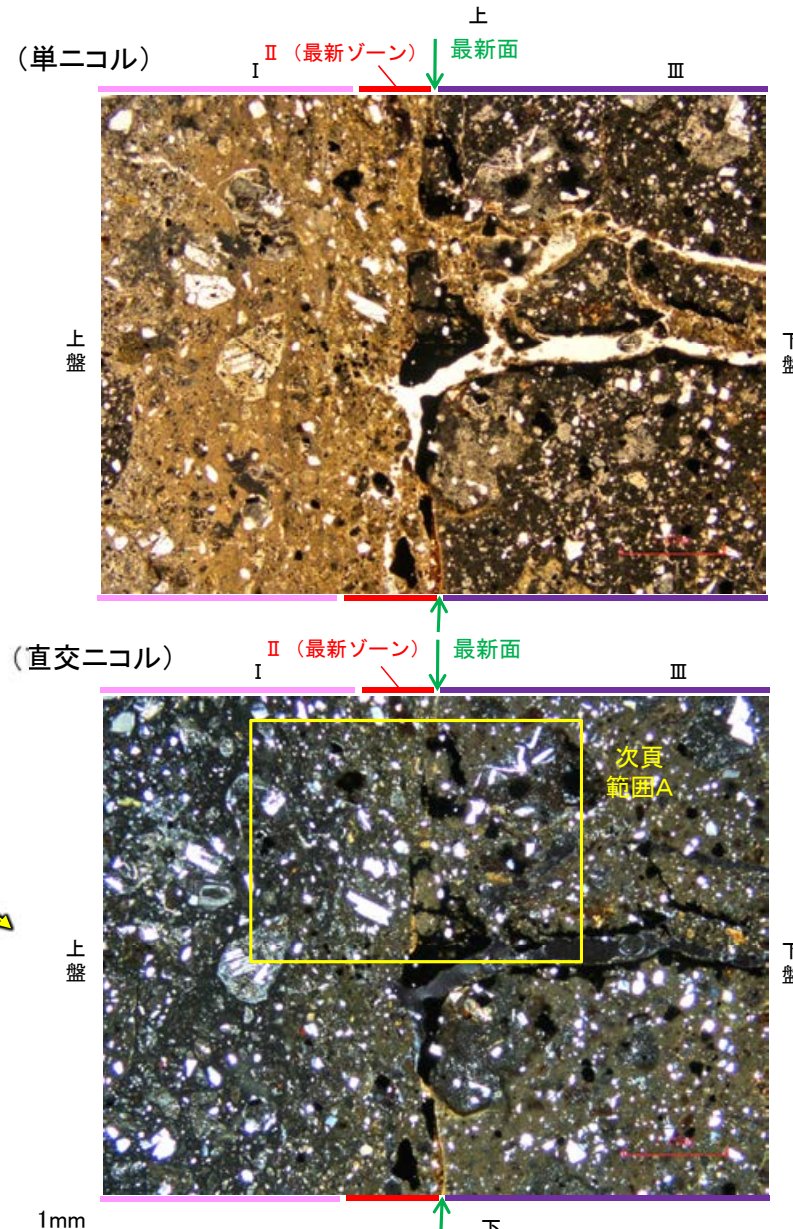 上
(単ニコル)
Ⅰ
Ⅱ (最新ゾーン)
最新面
Ⅲ
上盤
下盤
(直交ニコル)
Ⅰ
Ⅱ (最新ゾーン)
最新面
Ⅲ
次頁
範囲A
上盤
下盤
1mm
下